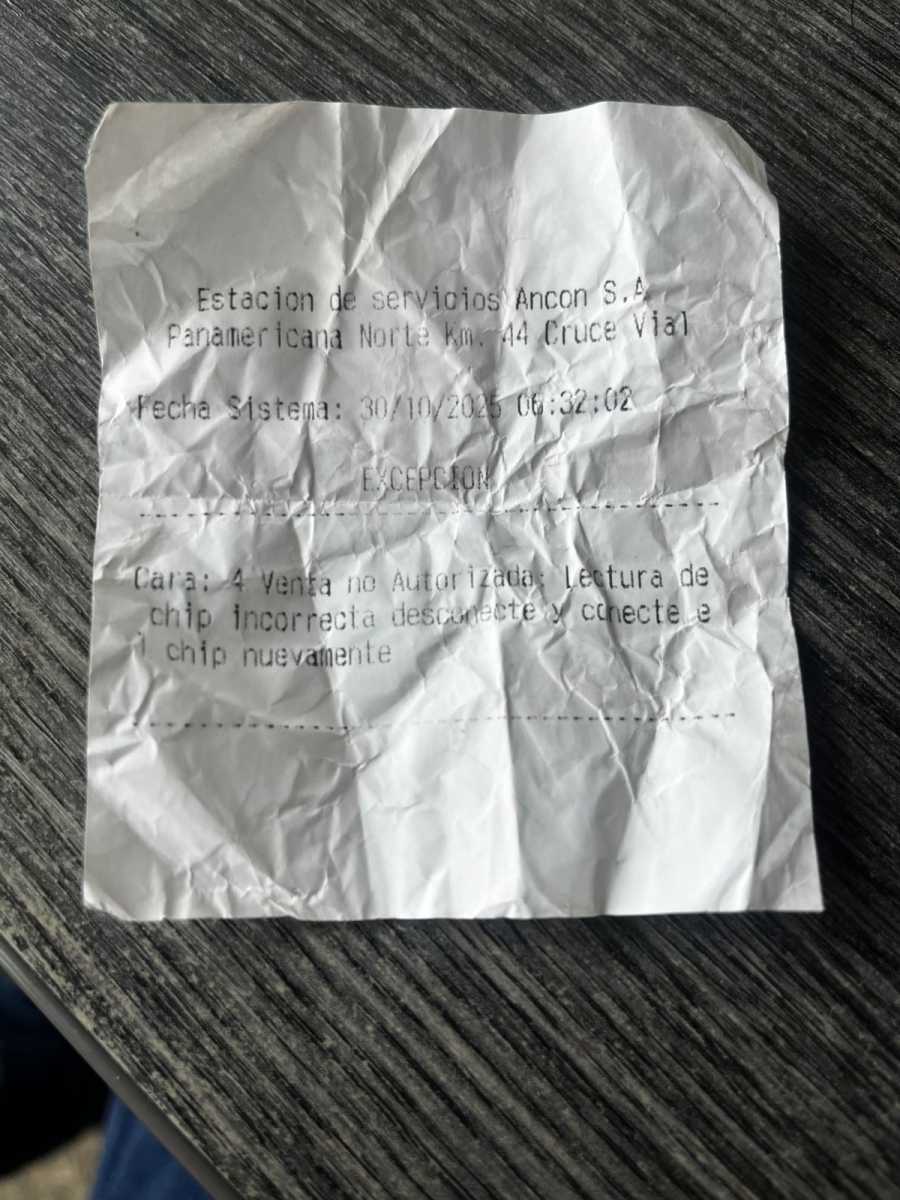 Estacion de servicios Ancon S.A
Panamericana Norte Km. 44 Cruce Vial
Fecha Sistema: 30/10/2025 06:32:02
EXCEPCION
Cara: 4 Venta no Autorizada: Lectura de
chip incorrecta desconecte y conecte e
l chip nuevamente